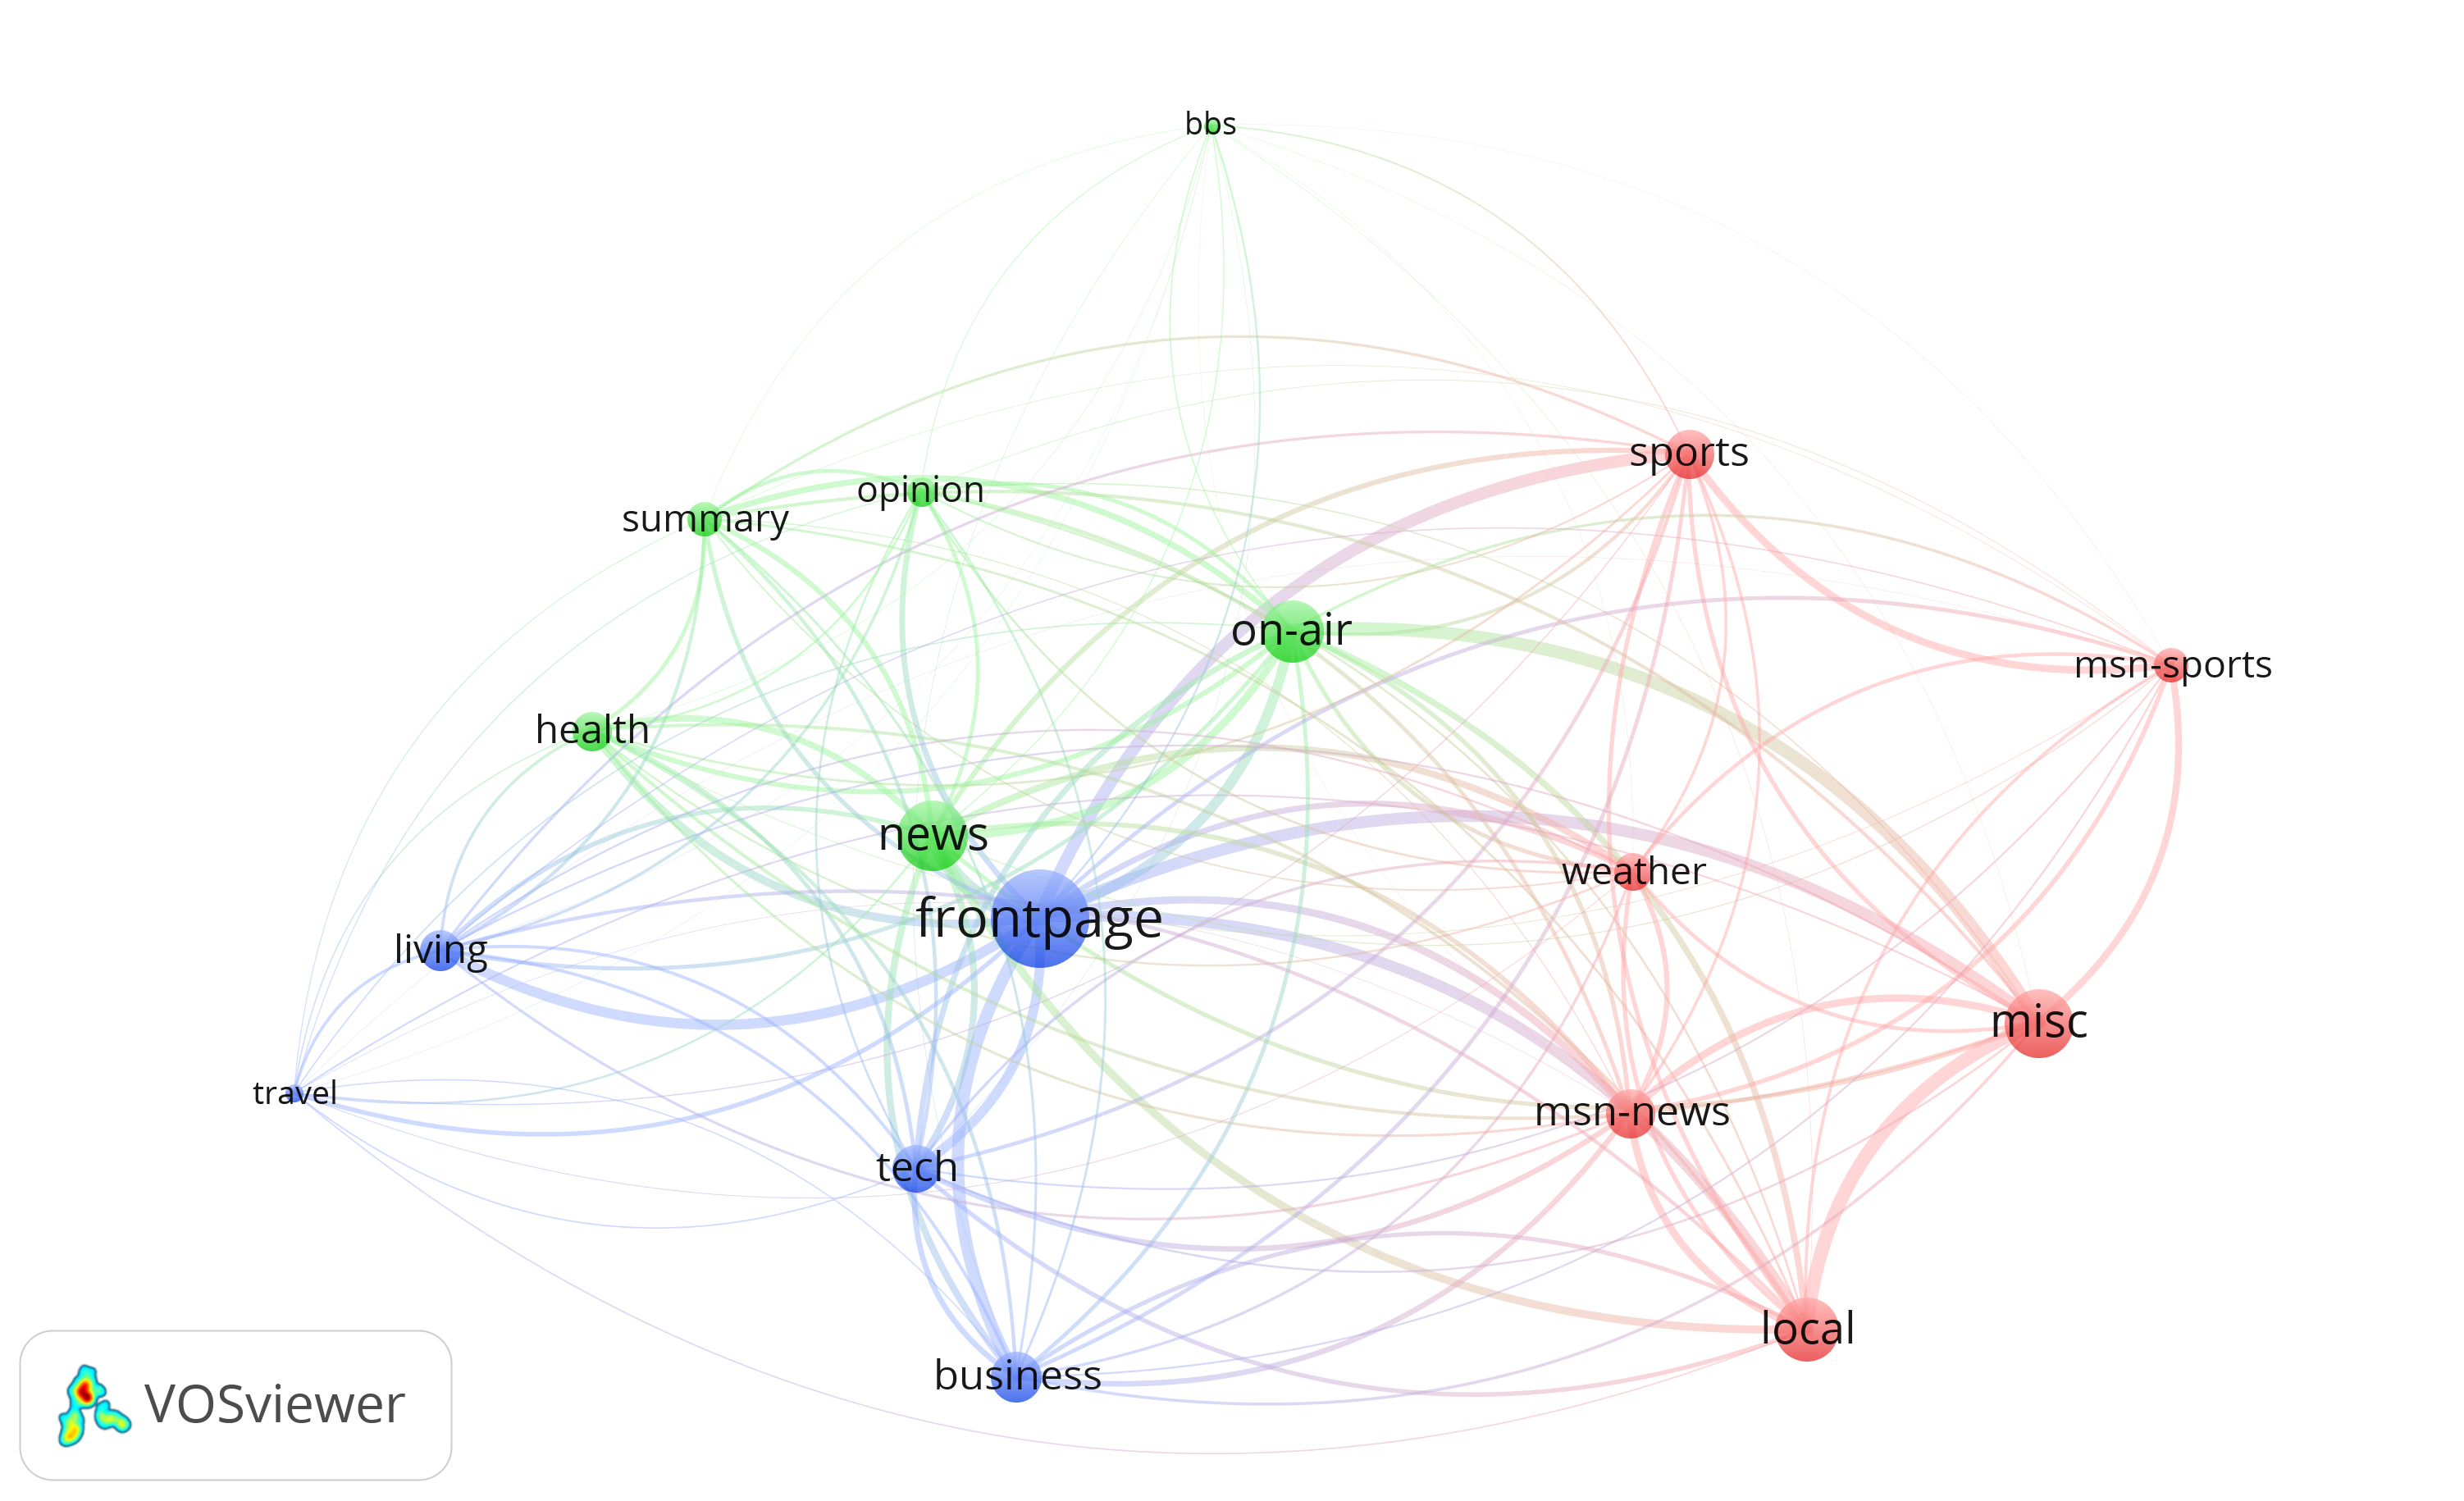 bbs
sports
opinion
summary
on-air
msn-sports
health
news
weather
frontpage
living
misc
travel
msn-news
tech
local
business
VOSviewer